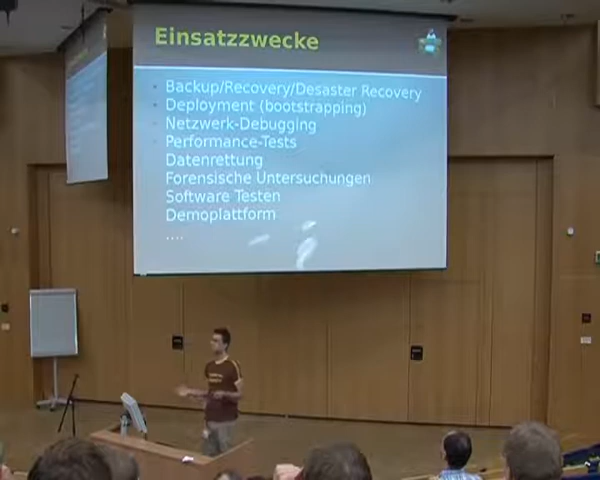 Einsatzzwecke
Backup/Recovery/Desaster Recovery
Deployment (bootstrapping)
Netzwerk-Debugging
Performance-Tests
Datenrettung
Forensische Untersuchungen
Software Testen
Demoplattform
....